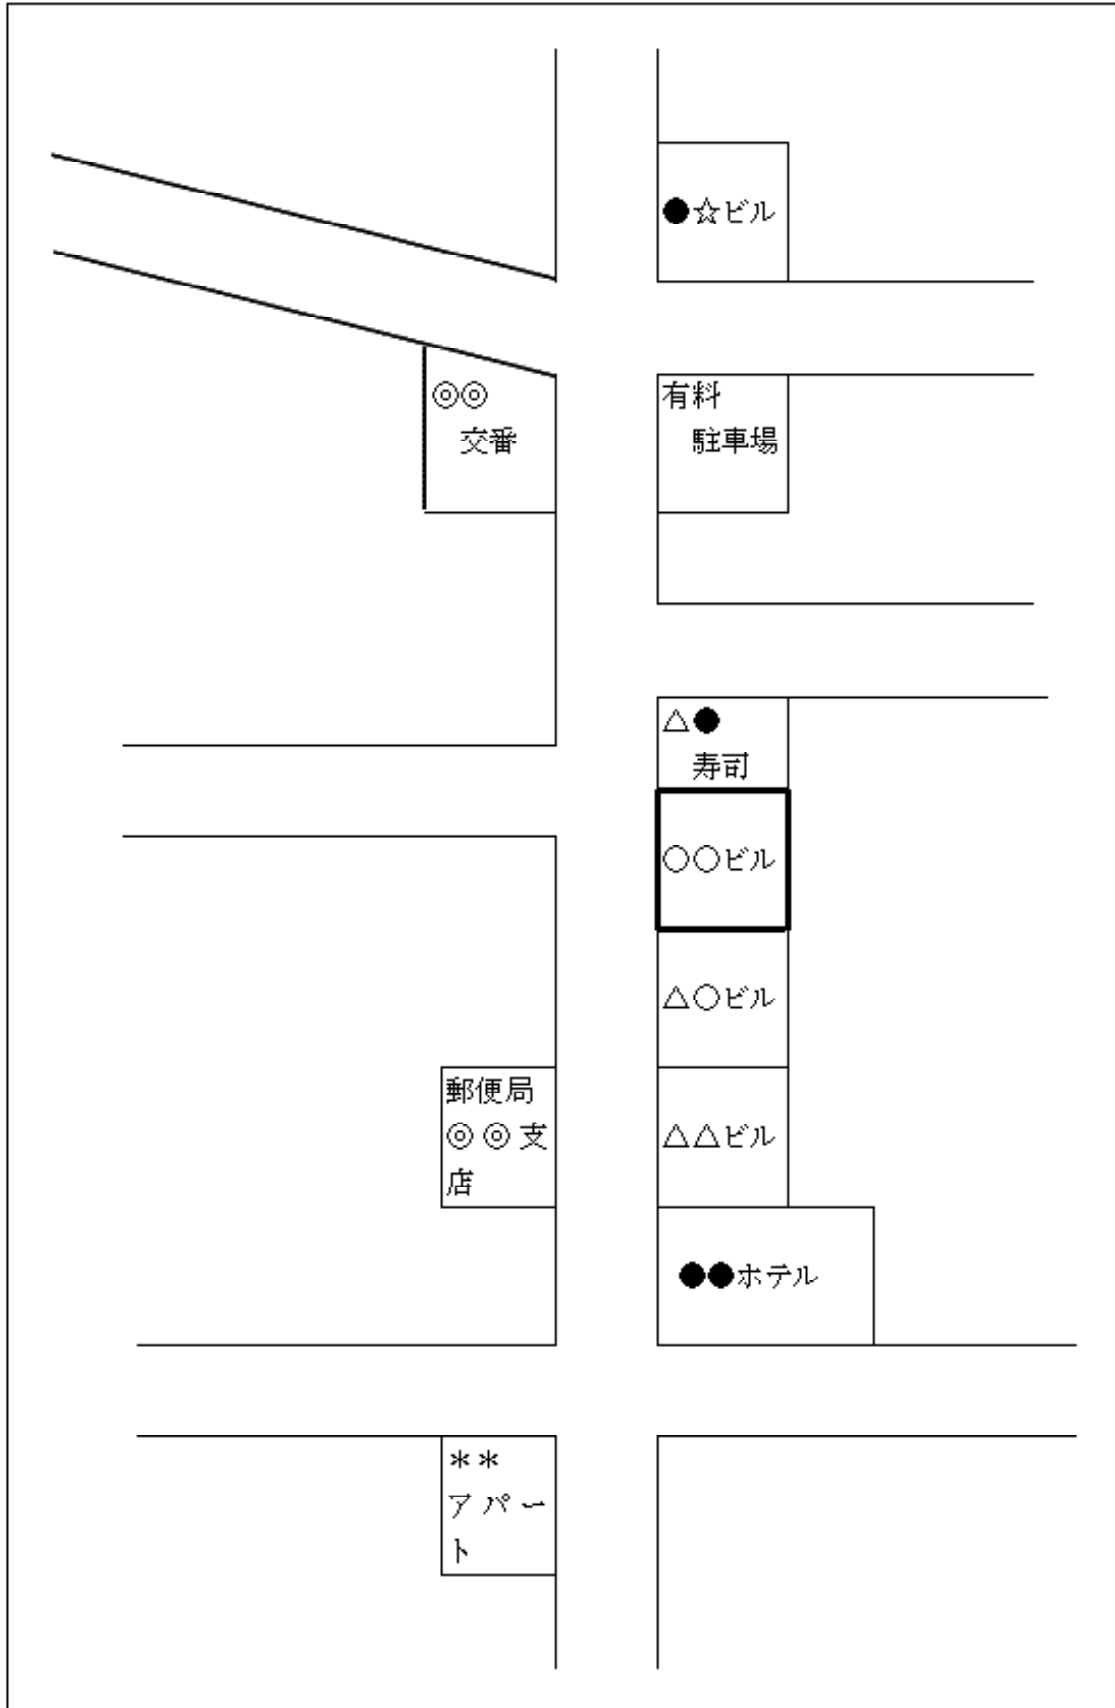 ●☆ビル
◎◎
交番
有料
駐車場
△●
寿司
○○ビル
△○ビル
郵便局
◎◎支
店
△△ビル
●●ホテル
＊＊
アパー
ト